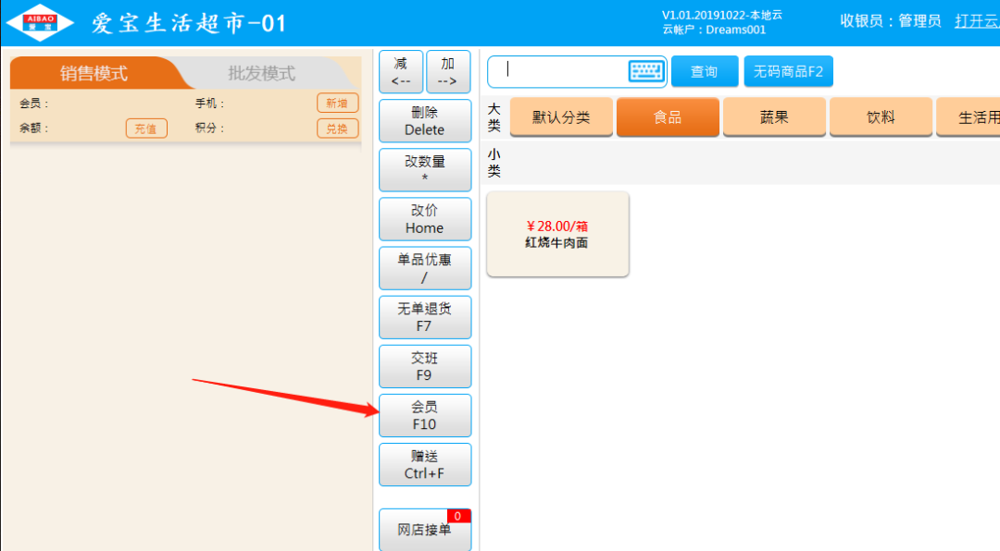 AIBAO
爱 宝
爱宝生活超市-01
V1.01.20191022-本地云
云帐户：Dreams001
收银员：管理员
打开云
销售模式
批发模式
会员：
手机：
新增
余额：
充值
积分：
兑换
减
<--
加
-->
删除
Delete
改数量
*
改价
Home
单品优惠
/
无单退货
F7
交班
F9
会员
F10
赠送
Ctrl+F
0
网店接单
查询
无码商品F2
大
类
默认分类
食品
蔬果
饮料
生活用
小
类
￥28.00/箱
红烧牛肉面